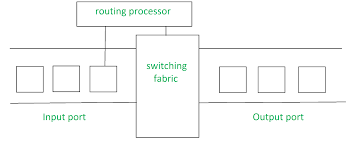 routing processor
switching
fabric
Input port
Output port